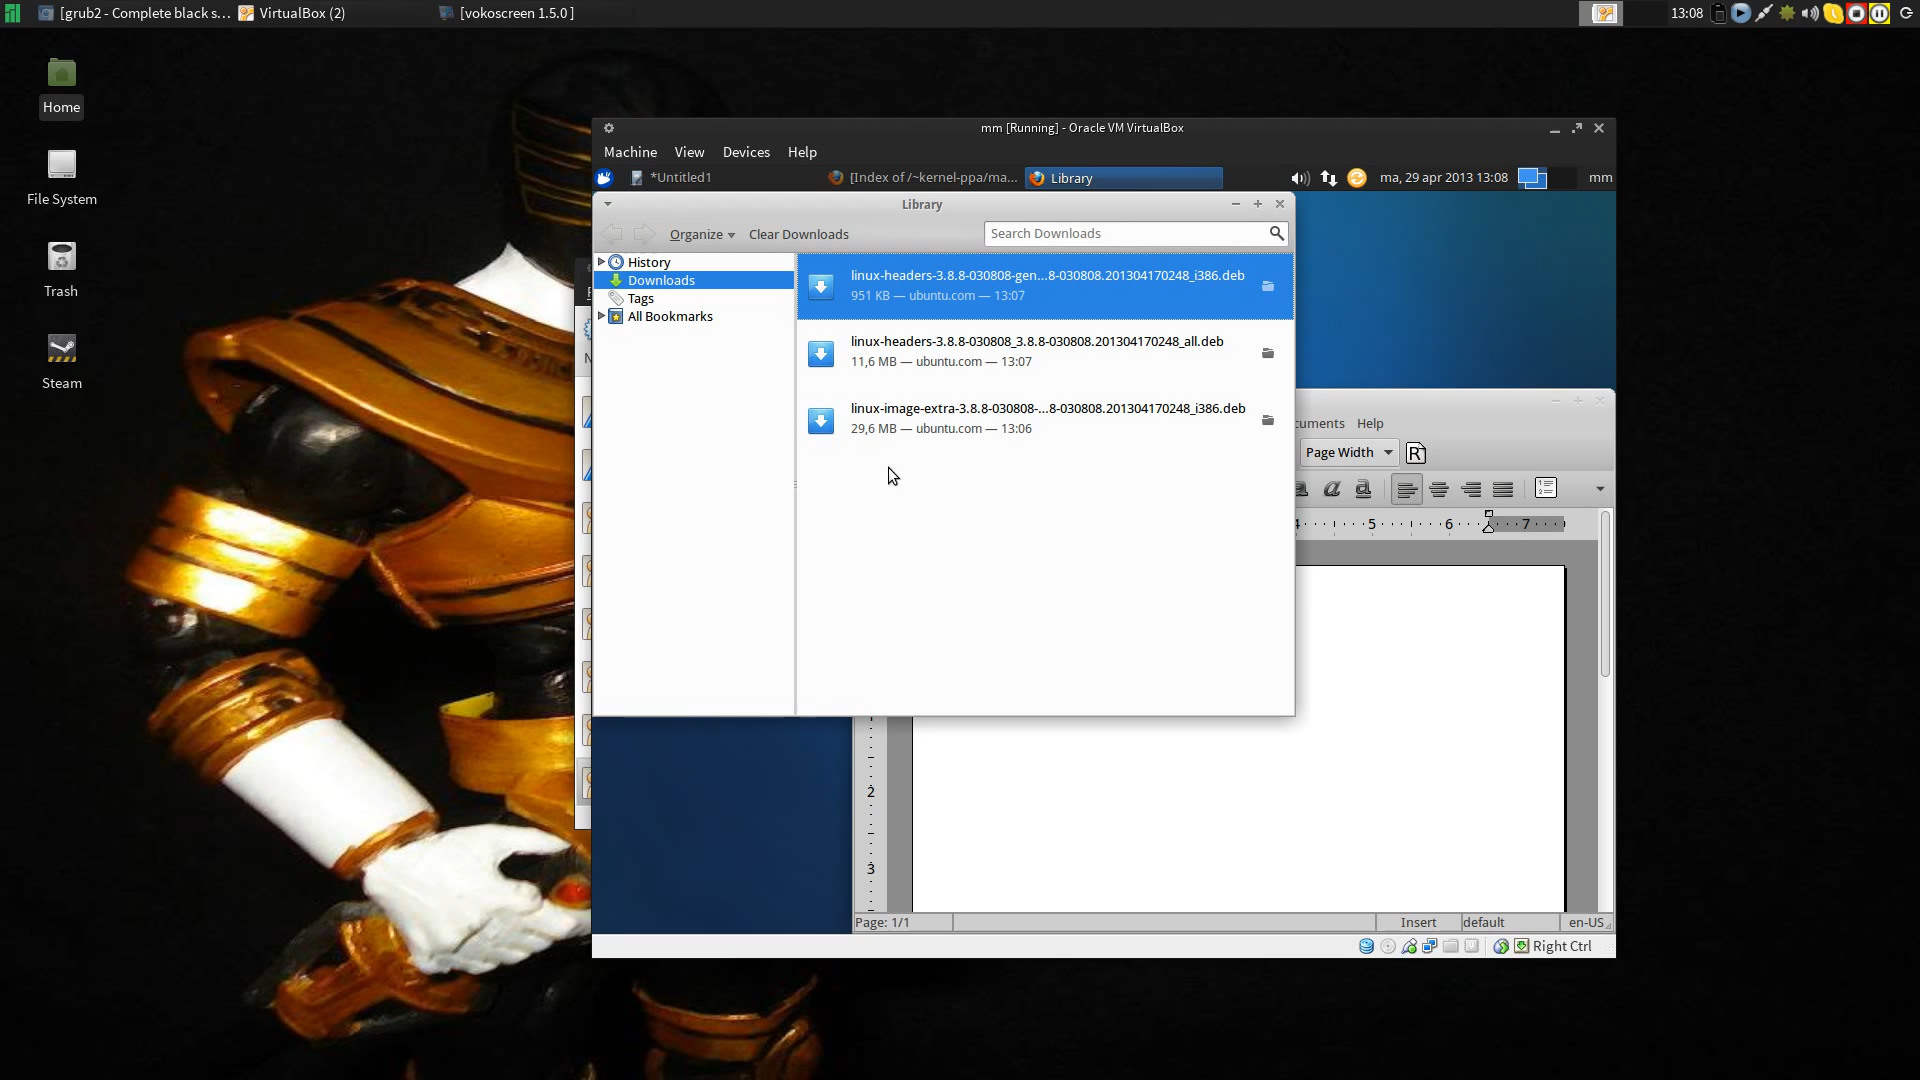 [grub2 - Complete black s... VirtualBox (2) [vokoscreen 1.5.0 ] 13:08
Home
File System
Trash
Steam
mm [Running] - Oracle VM VirtualBox
Machine View Devices Help
*Untitled1 [Index of /~kernel-ppa/ma... Library ma, 29 apr 2013 13:08 mm
Library
Organize Clear Downloads Search Downloads
History
Downloads
Tags
All Bookmarks
linux-headers-3.8.8-030808-gen...8-030808.201304170248_i386.deb
951 KB — ubuntu.com — 13:07
linux-headers-3.8.8-030808_3.8.8-030808.201304170248_all.deb
11,6 MB — ubuntu.com — 13:07
linux-image-extra-3.8.8-030808-...8-030808.201304170248_i386.deb
29,6 MB — ubuntu.com — 13:06
cuments Help
Page Width R
a a a
4 5 6 7
2
3
Page: 1/1 Insert default en-US
Right Ctrl